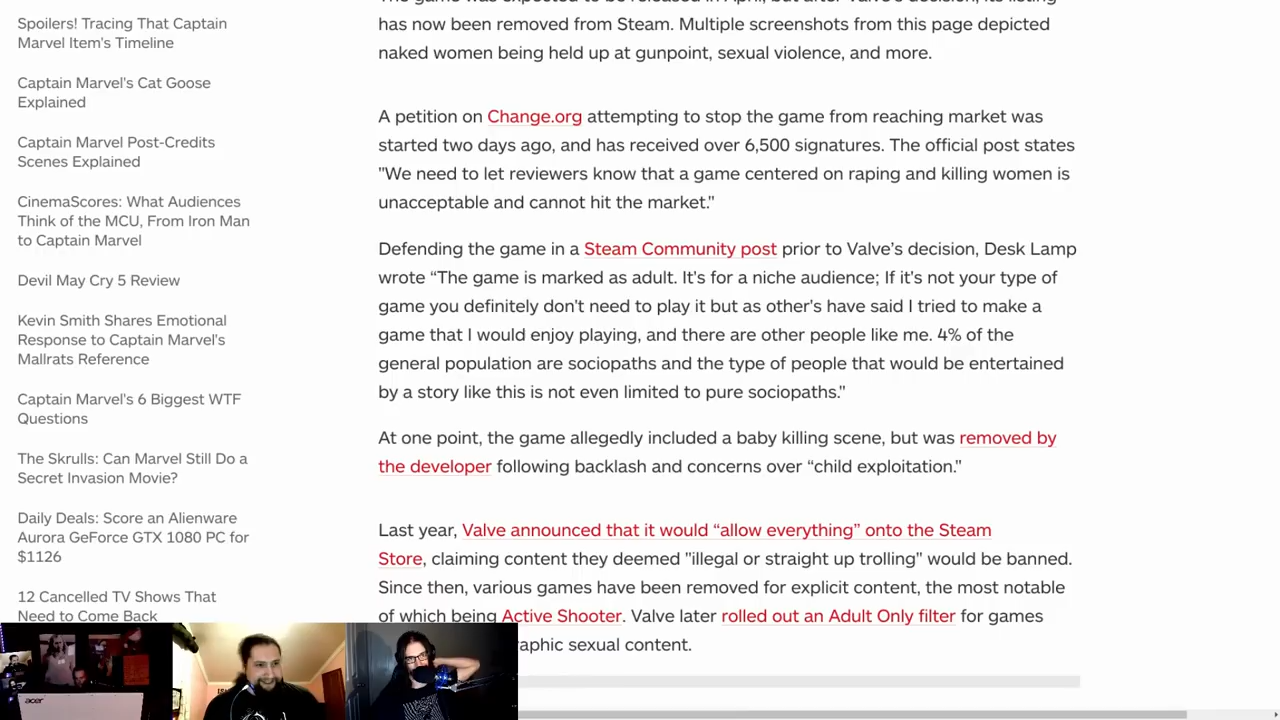 Spoilers! Tracing That Captain
Marvel Item's Timeline
Captain Marvel's Cat Goose
Explained
Captain Marvel Post-Credits
Scenes Explained
CinemaScores: What Audiences
Think of the MCU, From Iron Man
to Captain Marvel
Devil May Cry 5 Review
Kevin Smith Shares Emotional
Response to Captain Marvel's
Mallrats Reference
Captain Marvel's 6 Biggest WTF
Questions
The Skrulls: Can Marvel Still Do a
Secret Invasion Movie?
Daily Deals: Score an Alienware
Aurora GeForce GTX 1080 PC for
$1126
12 Cancelled TV Shows That
Need to Come Back
The game was expected to be released in April, but after Valve's decision, its listing
has now been removed from Steam. Multiple screenshots from this page depicted
naked women being held up at gunpoint, sexual violence, and more.
A petition on Change.org attempting to stop the game from reaching market was
started two days ago, and has received over 6,500 signatures. The official post states
"We need to let reviewers know that a game centered on raping and killing women is
unacceptable and cannot hit the market."
Defending the game in a Steam Community post prior to Valve's decision, Desk Lamp
wrote “The game is marked as adult. It's for a niche audience; If it's not your type of
game you definitely don't need to play it but as other's have said I tried to make a
game that I would enjoy playing, and there are other people like me. 4% of the
general population are sociopaths and the type of people that would be entertained
by a story like this is not even limited to pure sociopaths."
At one point, the game allegedly included a baby killing scene, but was removed by
the developer following backlash and concerns over “child exploitation.”
Last year, Valve announced that it would “allow everything” onto the Steam
Store, claiming content they deemed "illegal or straight up trolling" would be banned.
Since then, various games have been removed for explicit content, the most notable
of which being Active Shooter. Valve later rolled out an Adult Only filter for games
aphic sexual content.
acer